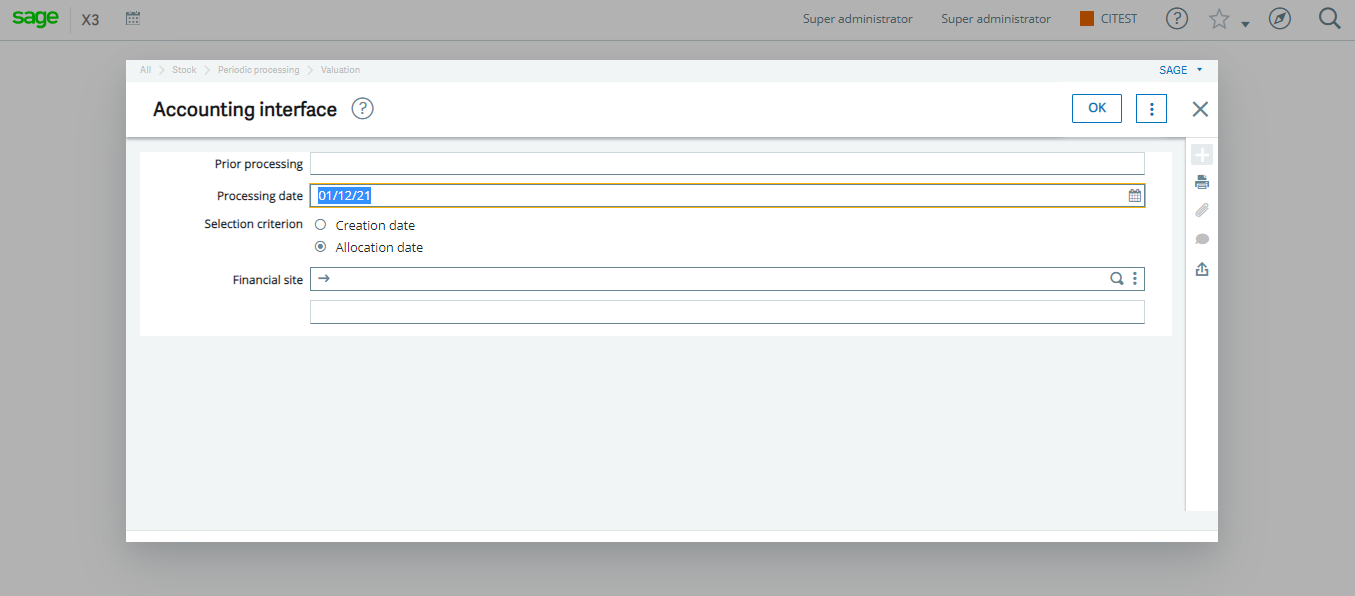 sage X3 Super administrator Super administrator CITEST ?
All Stock Periodic processing Valuation SAGE
Accounting interface ? OK
Prior processing
Processing date 01/12/21
Selection criterion Creation date
Allocation date
Financial site